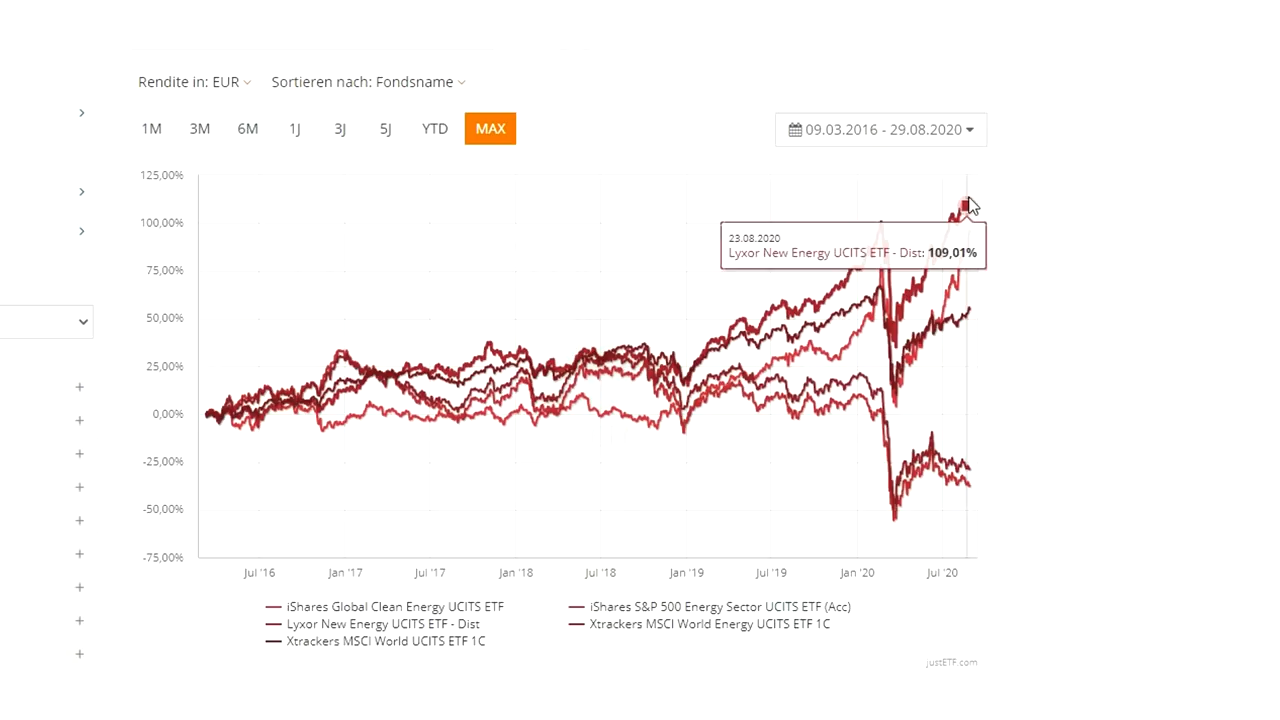 Rendite in: EUR Sortieren nach: Fondsname
1M 3M 6M 1J 3J 5J YTD MAX
09.03.2016 - 29.08.2020
125,00%
100,00%
75,00%
50,00%
25,00%
0,00%
-25,00%
-50,00%
-75,00%
23.08.2020
Lyxor New Energy UCITS ETF - Dist: 109,01%
Jul '16 Jan '17 Jul '17 Jan '18 Jul '18 Jan '19 Jul '19 Jan '20 Jul '20
iShares Global Clean Energy UCITS ETF iShares S&P 500 Energy Sector UCITS ETF (Acc)
Lyxor New Energy UCITS ETF - Dist Xtrackers MSCI World Energy UCITS ETF 1C
Xtrackers MSCI World UCITS ETF 1C
justETF.com